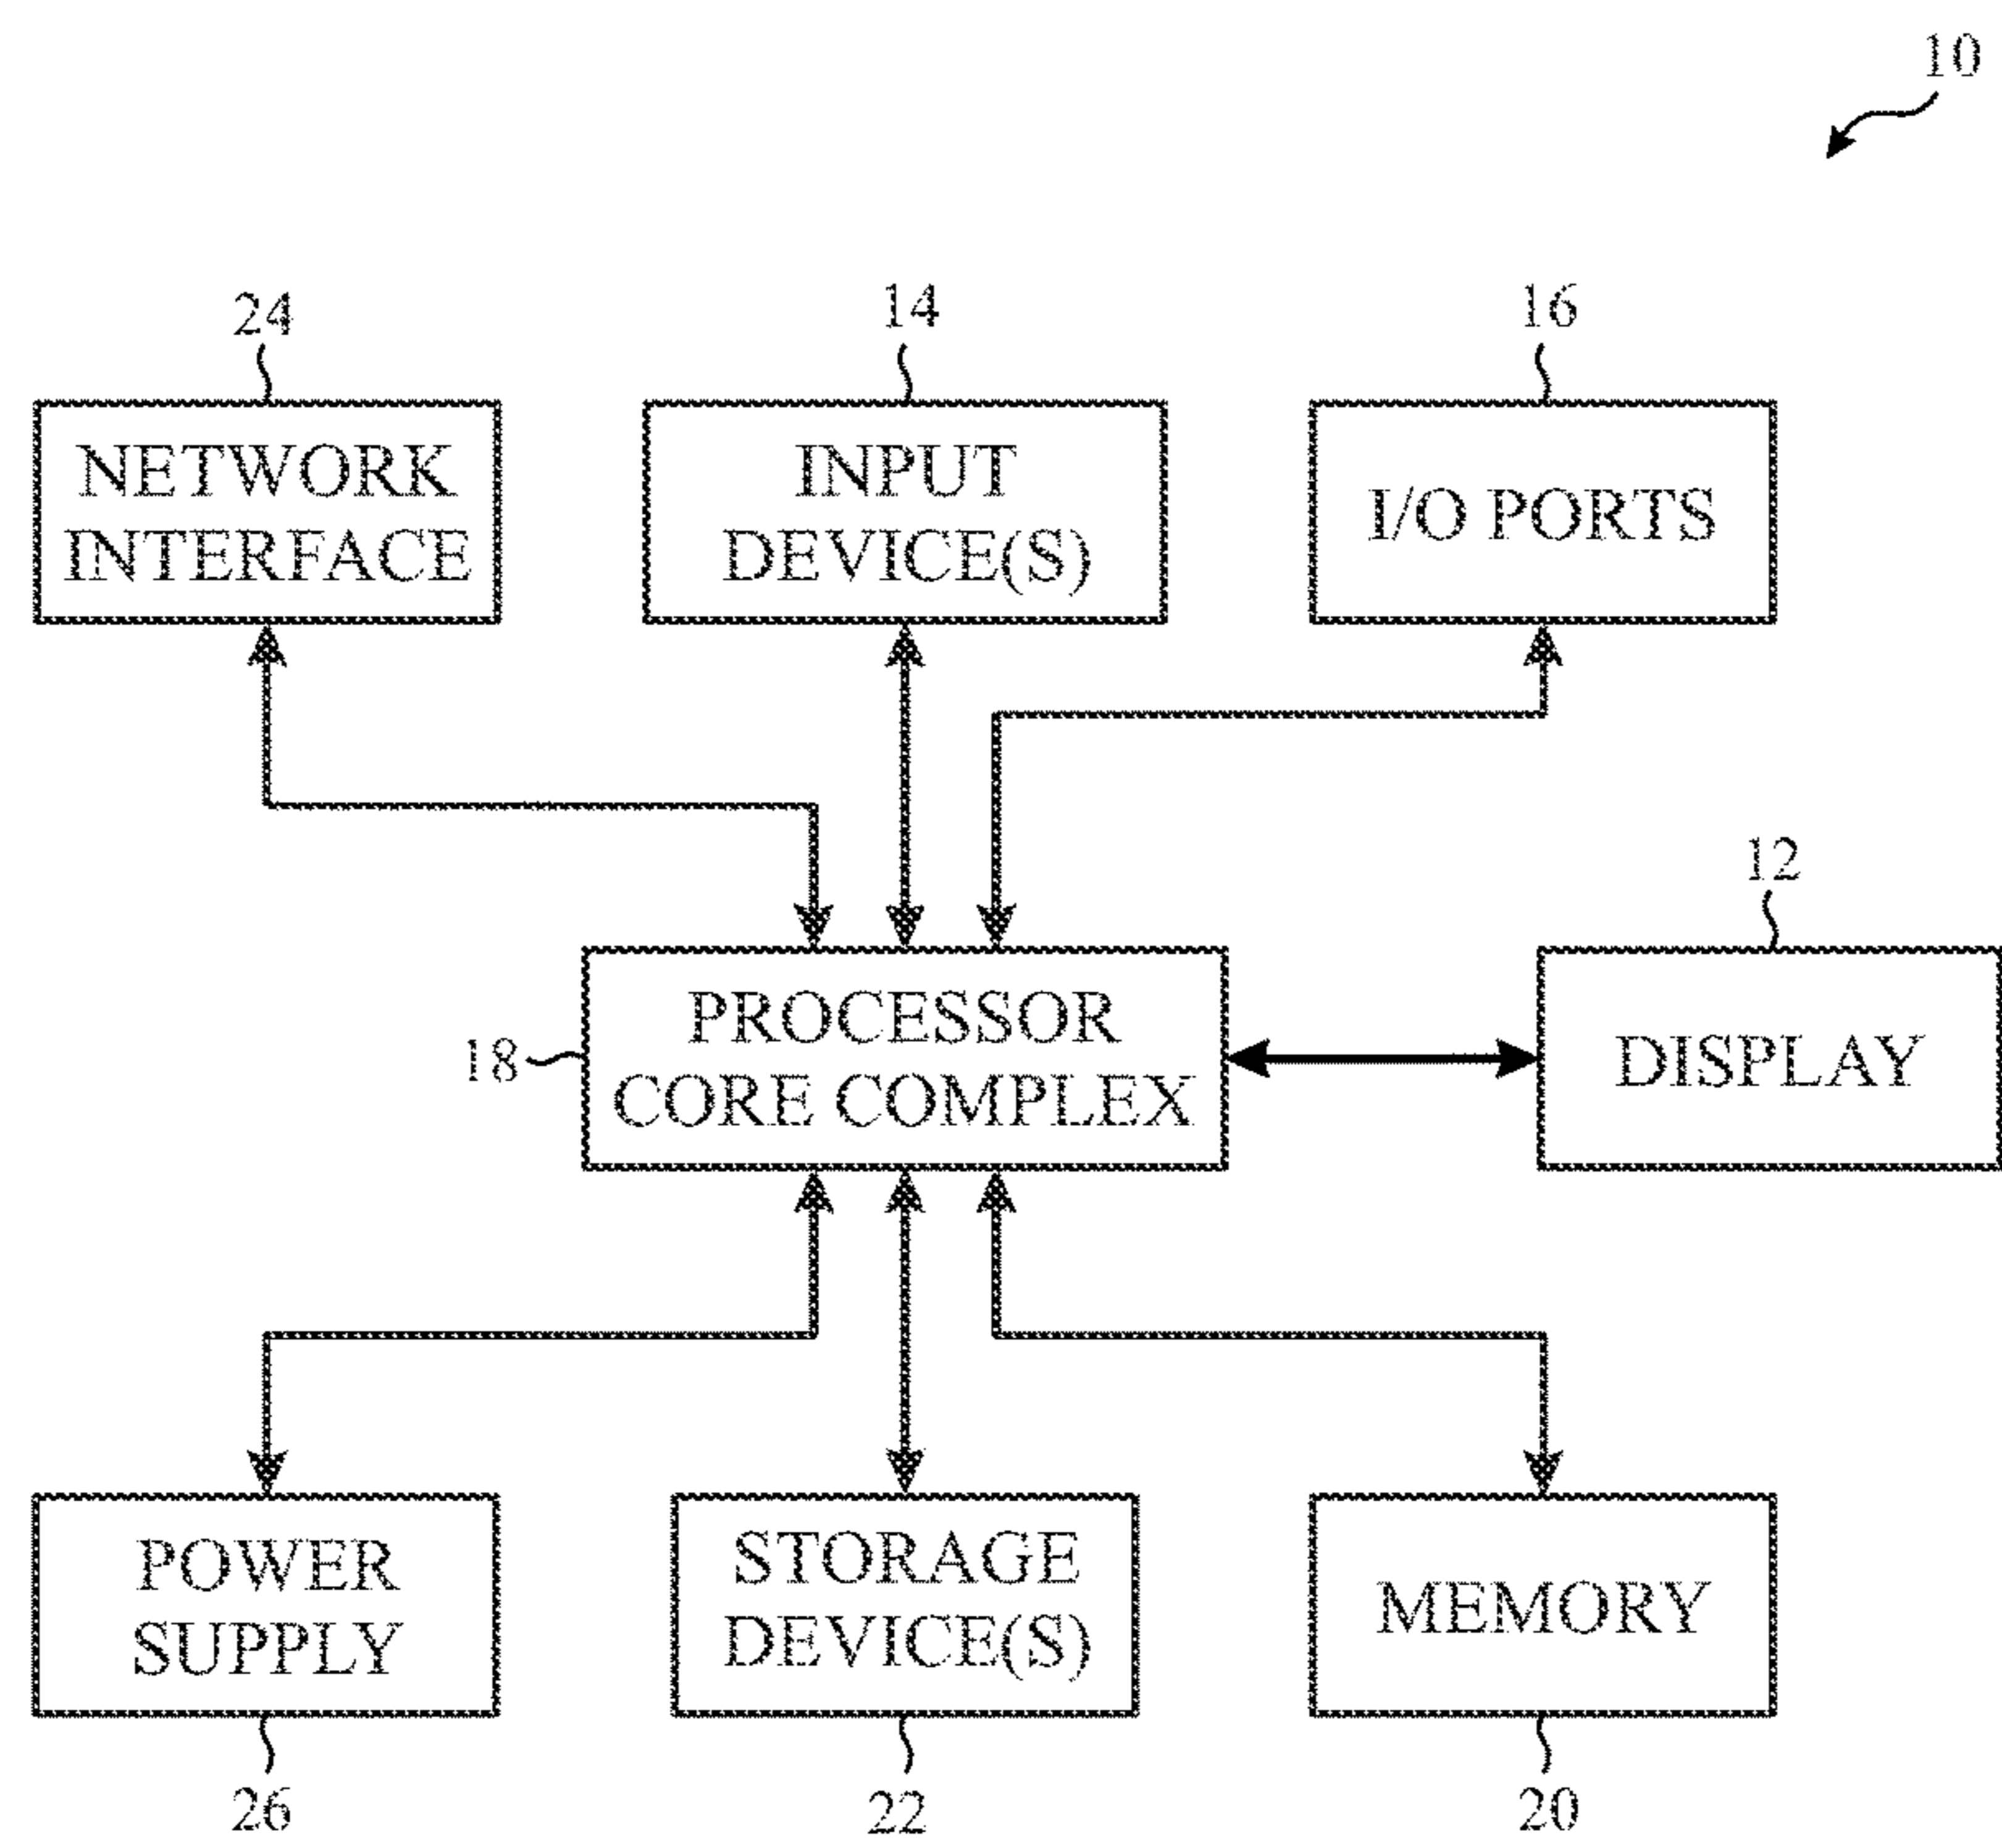 10
24
14
16
NETWORK
INTERFACE
INPUT
DEVICE(S)
I/O PORTS
12
18
PROCESSOR
CORE COMPLEX
DISPLAY
POWER
SUPPLY
STORAGE
DEVICE(S)
MEMORY
26
22
20